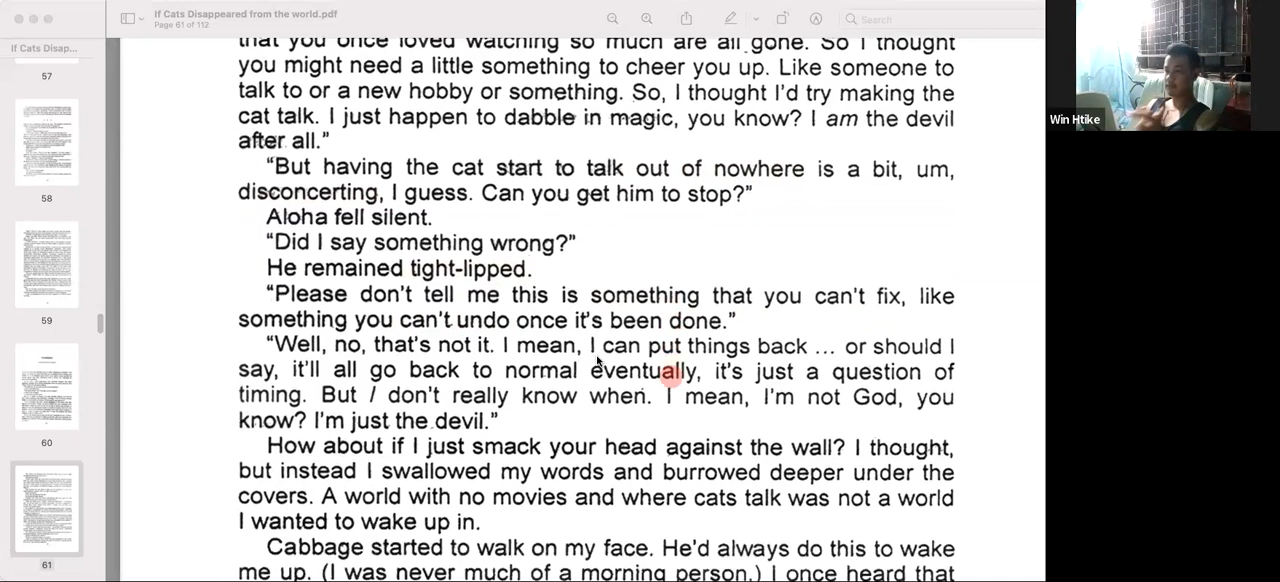 If Cats Disappeared from the world.pdf
Page 61 of 112
Search
If Cats Disap...
57
58
59
60
61
that you once loved watching so much are all gone. So I thought
you might need a little something to cheer you up. Like someone to
talk to or a new hobby or something. So, I thought I'd try making the
cat talk. I just happen to dabble in magic, you know? I am the devil
after all.”
“But having the cat start to talk out of nowhere is a bit, um,
disconcerting, I guess. Can you get him to stop?”
Aloha fell silent.
“Did I say something wrong?”
He remained tight-lipped.
“Please don't tell me this is something that you can't fix, like
something you can't undo once it's been done.”
“Well, no, that's not it. I mean, I can put things back ... or should I
say, it'll all go back to normal eventually, it's just a question of
timing. But I don't really know when. I mean, I'm not God, you
know? I'm just the devil.”
How about if I just smack your head against the wall? I thought,
but instead I swallowed my words and burrowed deeper under the
covers. A world with no movies and where cats talk was not a world
I wanted to wake up in.
Cabbage started to walk on my face. He'd always do this to wake
me up. (I was never much of a morning person.) I once heard that
Win Htike